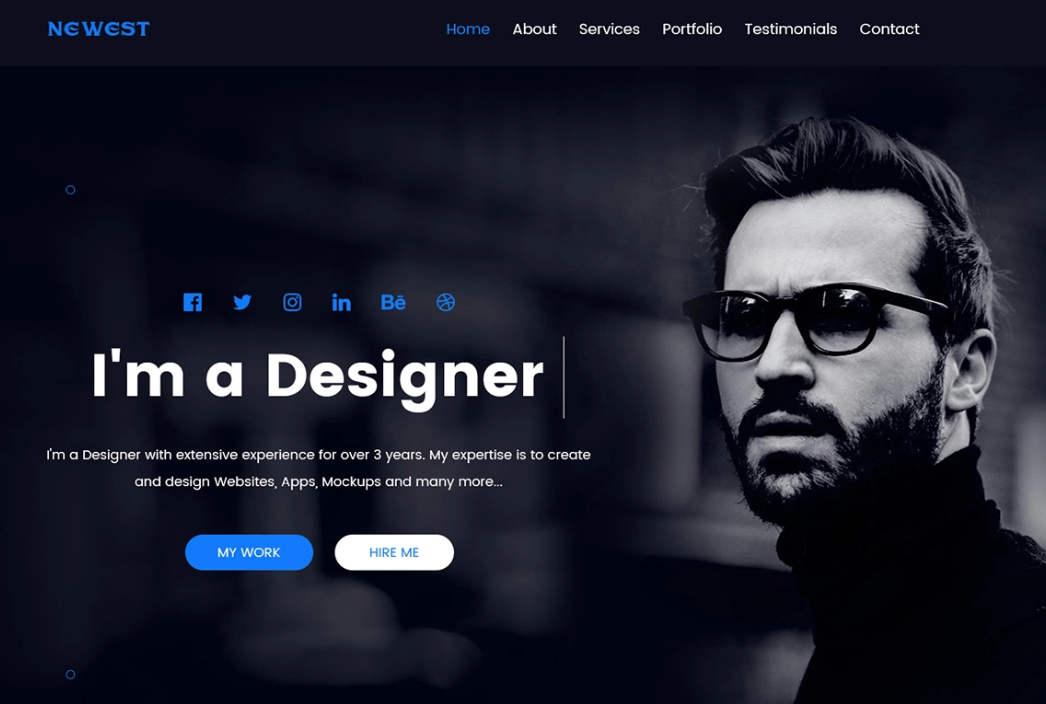 NEWEST
Home About Services Portfolio Testimonials Contact
Bē
I'm a Designer
I'm a Designer with extensive experience for over 3 years. My expertise is to create
and design Websites, Apps, Mockups and many more...
MY WORK HIRE ME